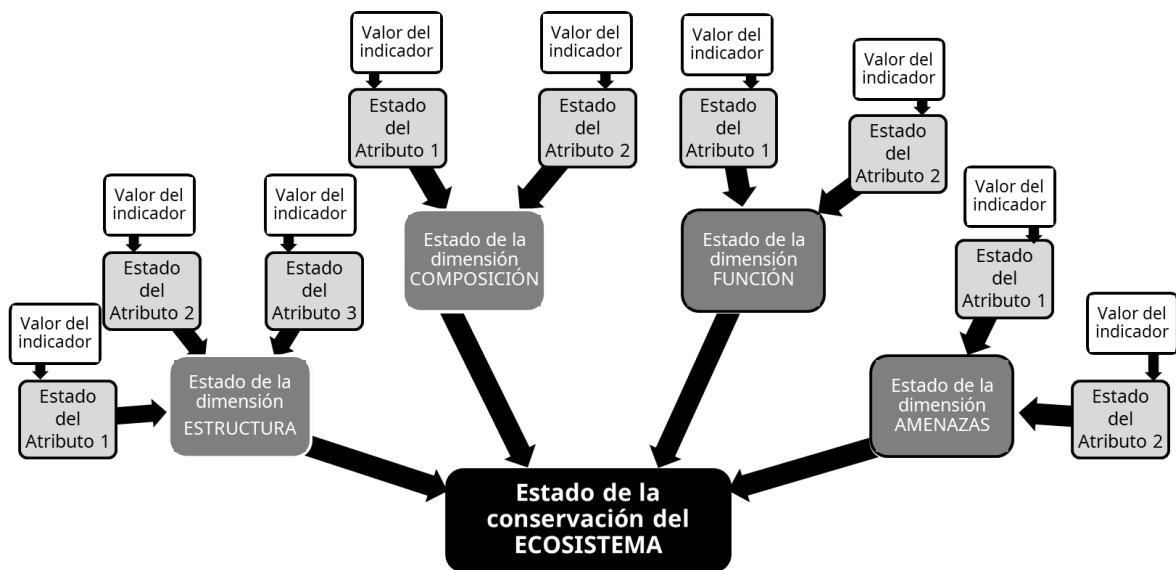 Valor del
indicador
Estado
del
Atributo 1
Valor del
indicador
Estado
del
Atributo 2
Valor del
indicador
Estado
del
Atributo 3
Estado de la
dimensión
ESTRUCTURA
Valor del
indicador
Estado
del
Atributo 1
Valor del
indicador
Estado
del
Atributo 2
Estado de la
dimensión
COMPOSICIÓN
Valor del
indicador
Estado
del
Atributo 1
Valor del
indicador
Estado
del
Atributo 2
Estado de la
dimensión
FUNCIÓN
Valor del
indicador
Estado
del
Atributo 1
Valor del
indicador
Estado
del
Atributo 2
Estado de la
dimensión
AMENAZAS
Estado de la
conservación del
ECOSISTEMA